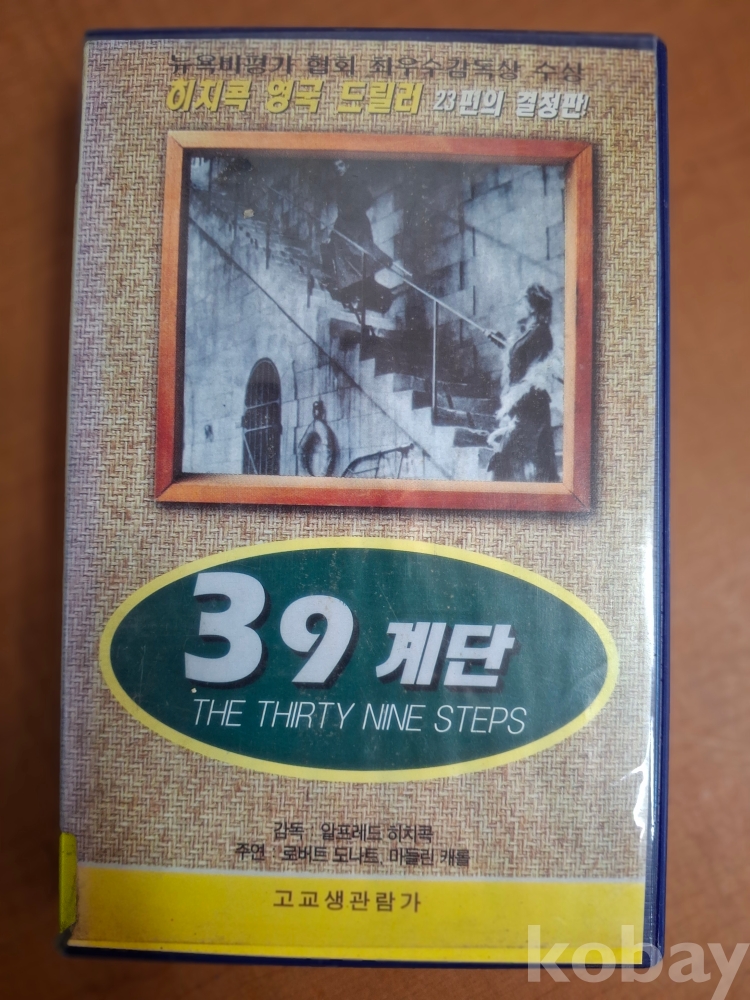 뉴욕비평가 협회 최우수감독상 수상
히치콕 영국 드릴러 23편의 결정판!
39 계단
THE THIRTY NINE STEPS
감독 : 알프레드 히치콕
주연 : 로버트 도나트, 마들린 캐롤
고교생관람가
kobay